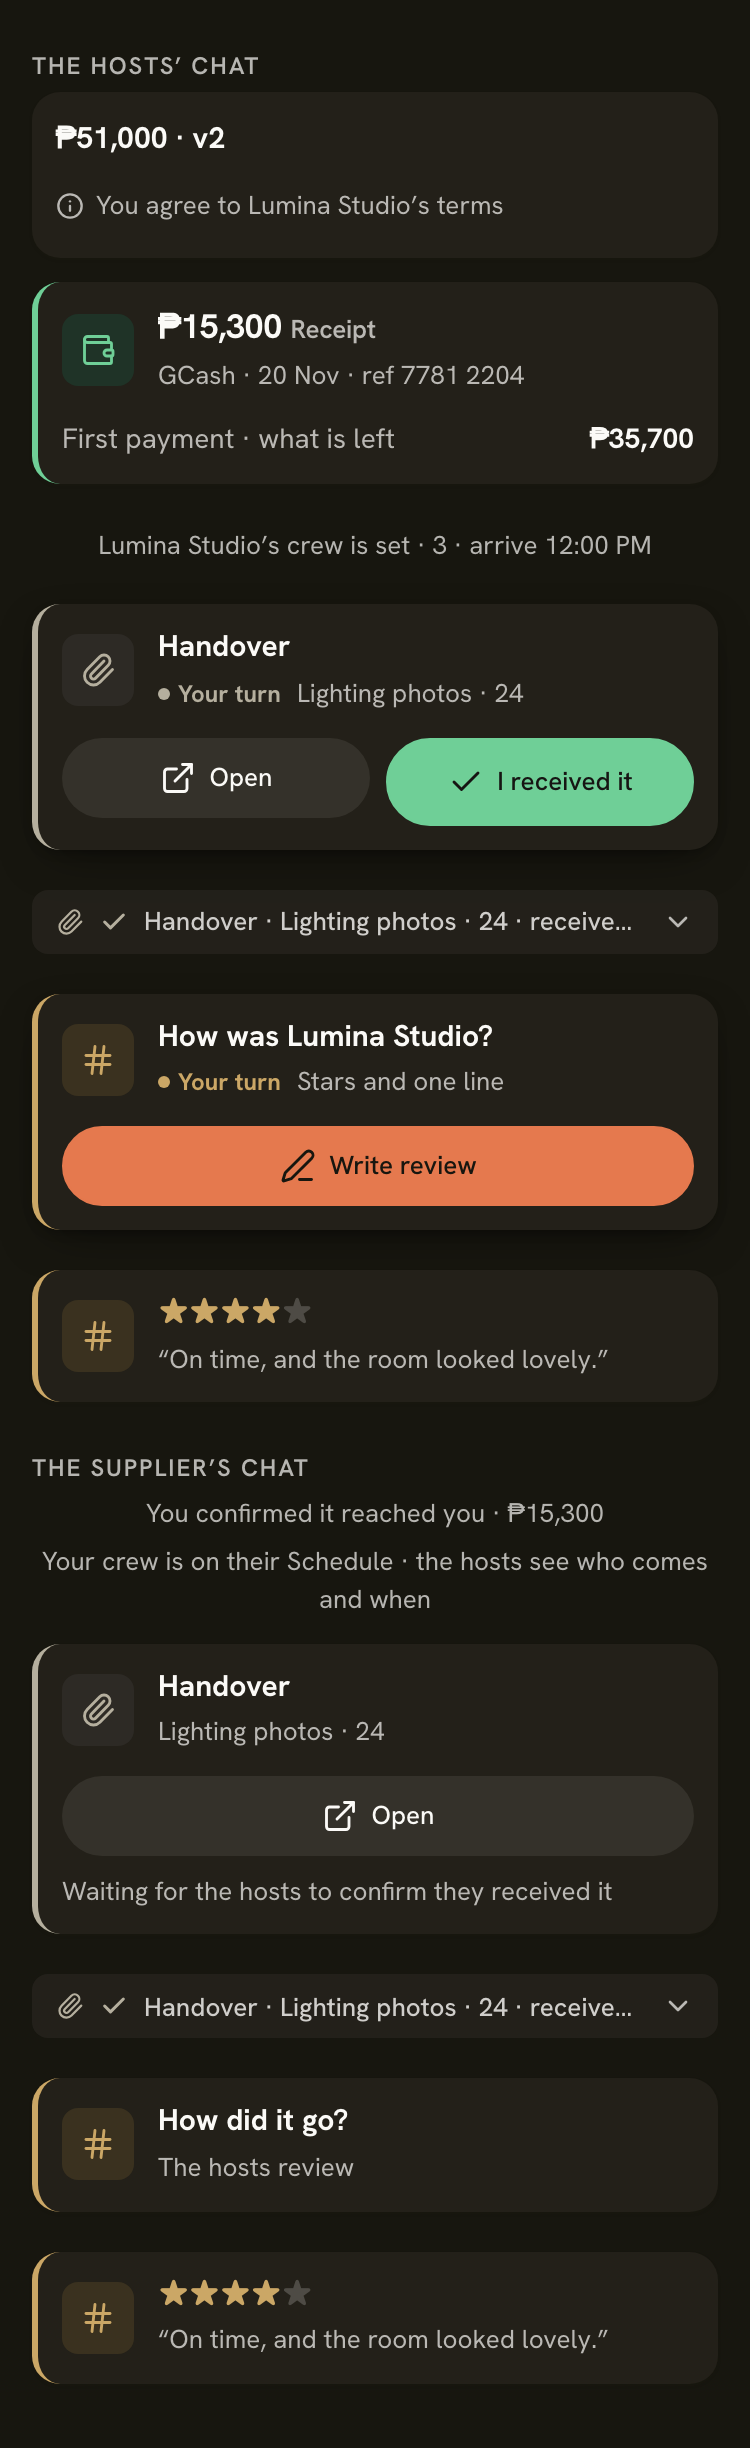 THE HOSTS’ CHAT
₱51,000 · v2
You agree to Lumina Studio’s terms
₱15,300 Receipt
GCash · 20 Nov · ref 7781 2204
First payment · what is left ₱35,700
Lumina Studio’s crew is set · 3 · arrive 12:00 PM
Handover
Your turn Lighting photos · 24
Open I received it
Handover · Lighting photos · 24 · receive…
How was Lumina Studio?
Your turn Stars and one line
Write review
“On time, and the room looked lovely.”
THE SUPPLIER’S CHAT
You confirmed it reached you · ₱15,300
Your crew is on their Schedule · the hosts see who comes
and when
Handover
Lighting photos · 24
Open
Waiting for the hosts to confirm they received it
Handover · Lighting photos · 24 · receive…
How did it go?
The hosts review
“On time, and the room looked lovely.”